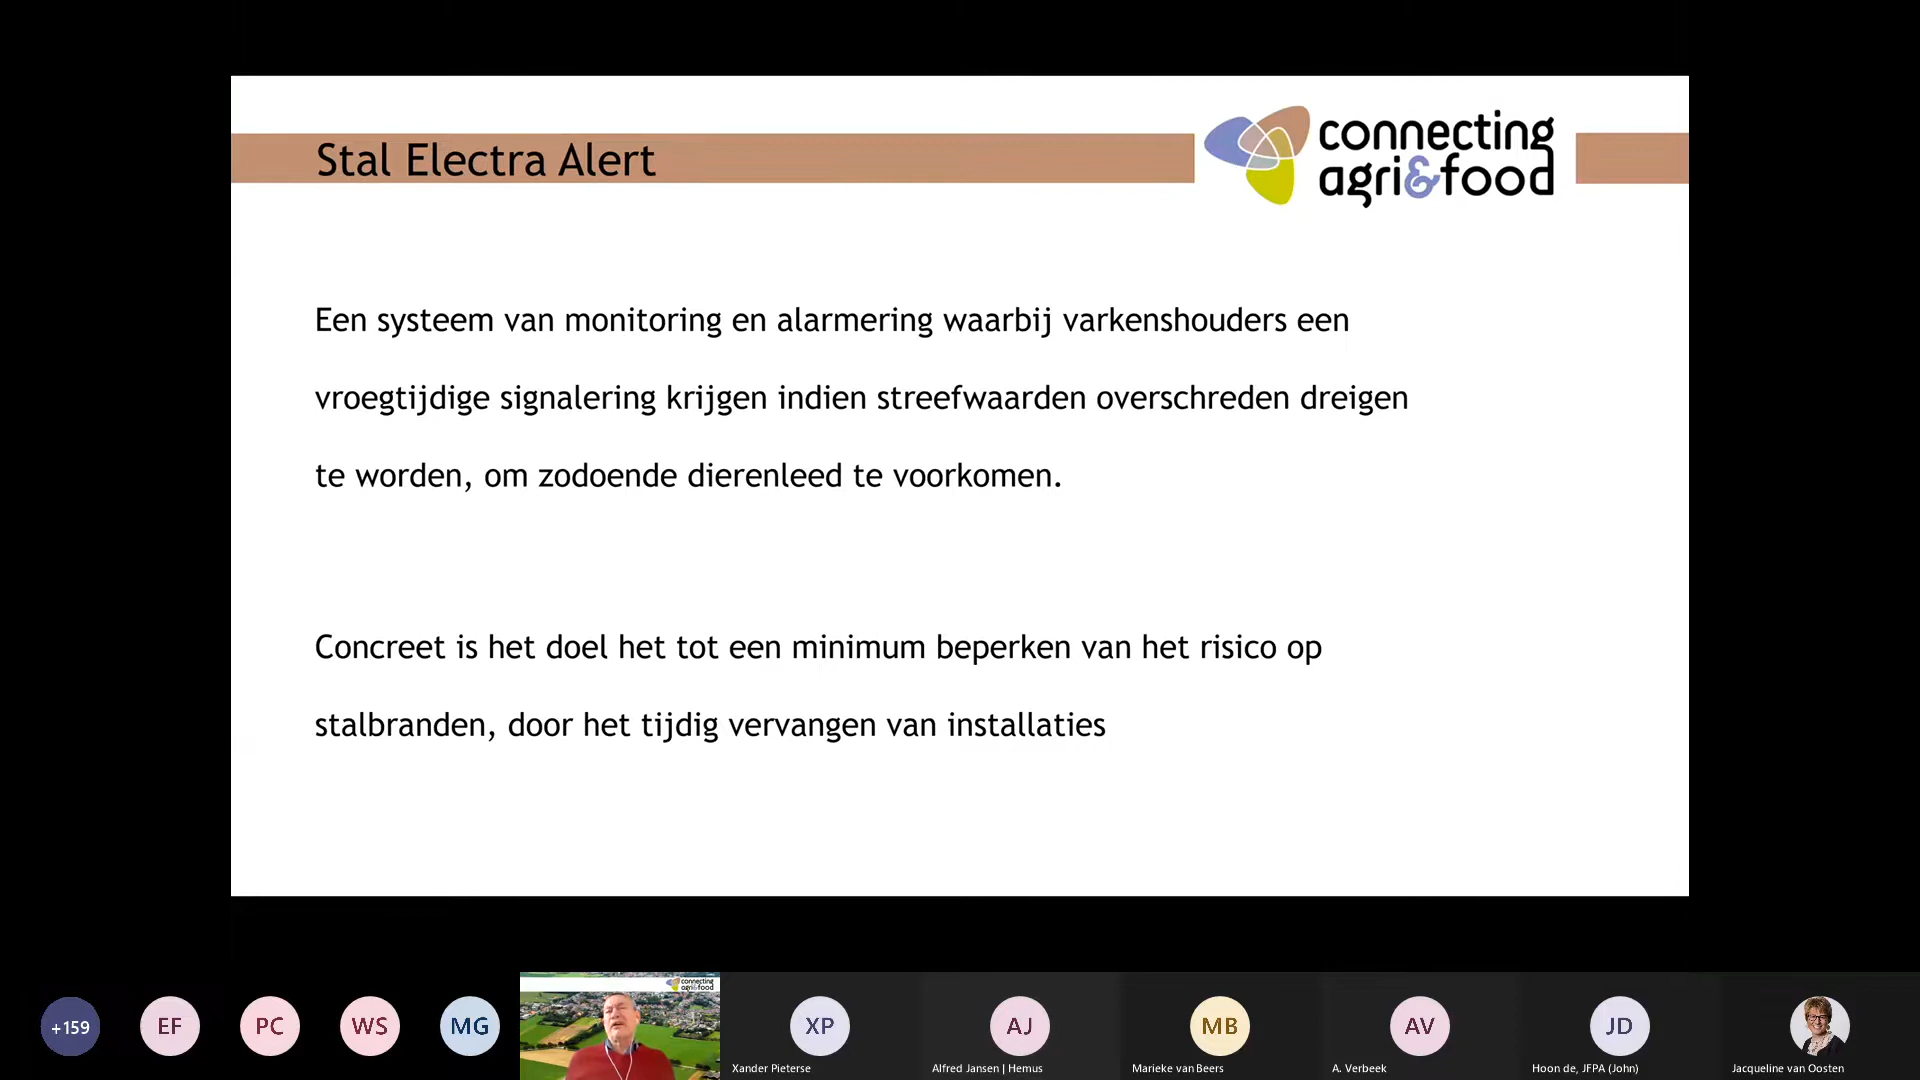 Stal Electra Alert
connecting
agri&food
Een systeem van monitoring en alarmering waarbij varkenshouders een
vroegtijdige signalering krijgen indien streefwaarden overschreden dreigen
te worden, om zodoende dierenleed te voorkomen.
Concreet is het doel het tot een minimum beperken van het risico op
stalbranden, door het tijdig vervangen van installaties
connecting
agri&food
+159
EF
PC
WS
MG
XP
AJ
MB
AV
JD
Xander Pieterse
Alfred Jansen | Hemus
Marieke van Beers
A. Verbeek
Hoon de, JFPA (John)
Jacqueline van Oosten